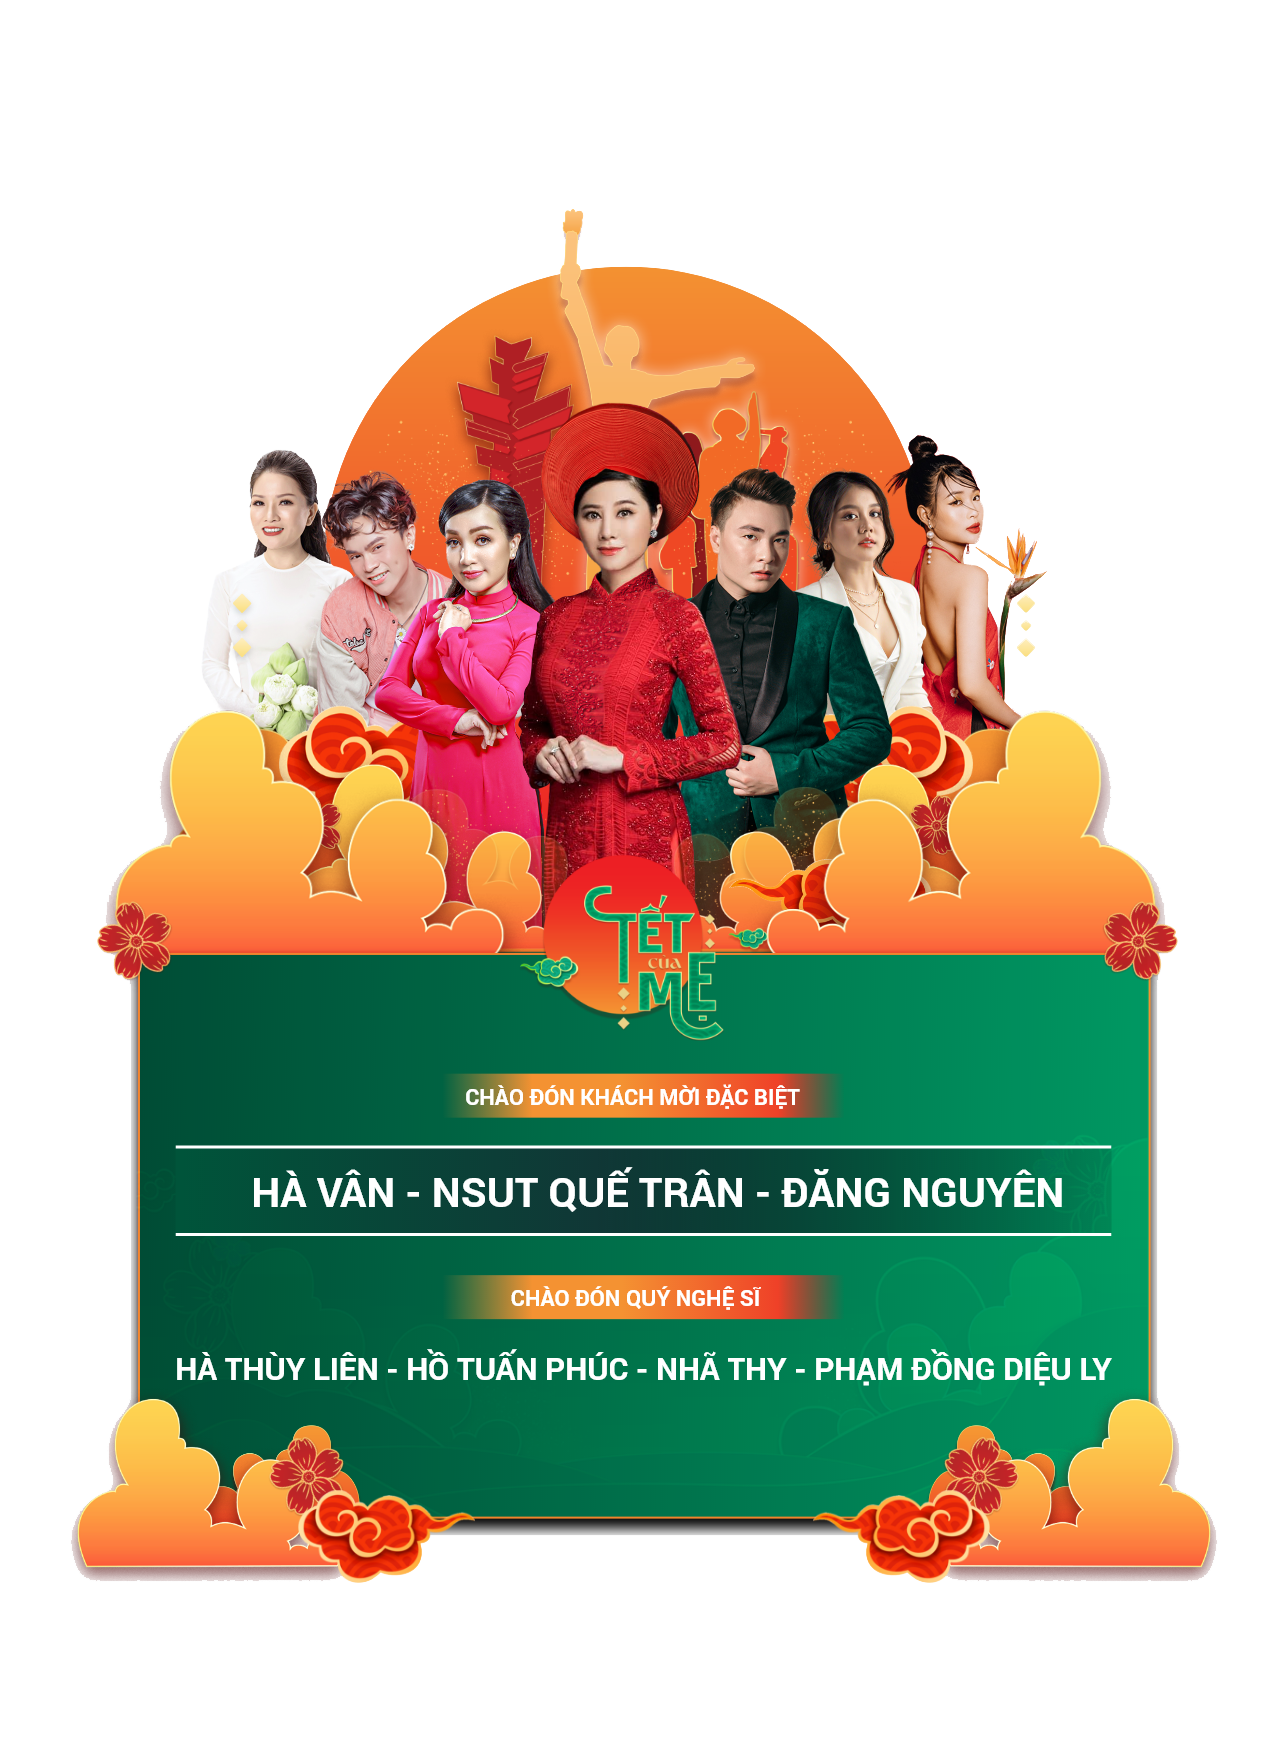 TẾT
CỦA
MẸ
CHÀO ĐÓN KHÁCH MỜI ĐẶC BIỆT
HÀ VÂN - NSUT QUẾ TRÂN - ĐĂNG NGUYÊN
CHÀO ĐÓN QUÝ NGHỆ SĨ
HÀ THÙY LIÊN - HỒ TUẤN PHÚC - NHÃ THY - PHẠM ĐỒNG DIỆU LY